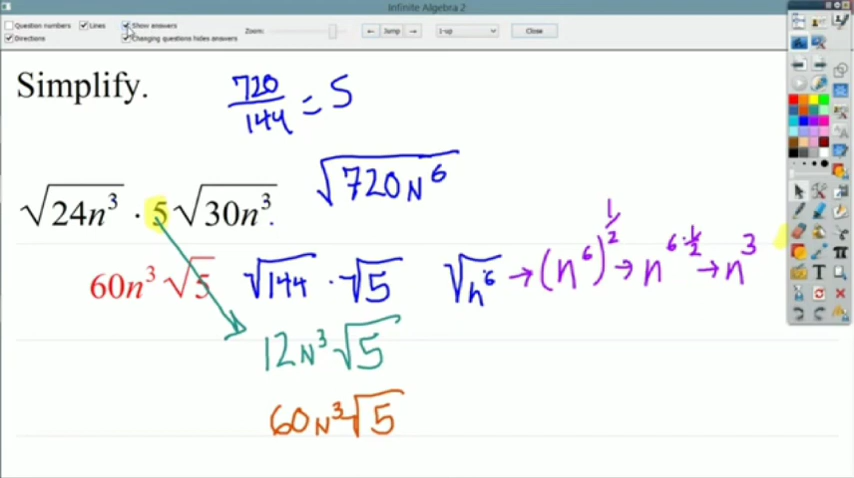 Infinite Algebra 2
Question numbers Lines Show answers
Directions Changing questions hides answers
Zoom: ← Jump → 1-up Close
Simplify.
720/144 = 5
√720N⁶
√24n³ · 5√30n³.
60n³√5
√144 · √5
√n⁶ → (n⁶)^1/2 → n^6·1/2 → n³
12N³√5
60N³√5